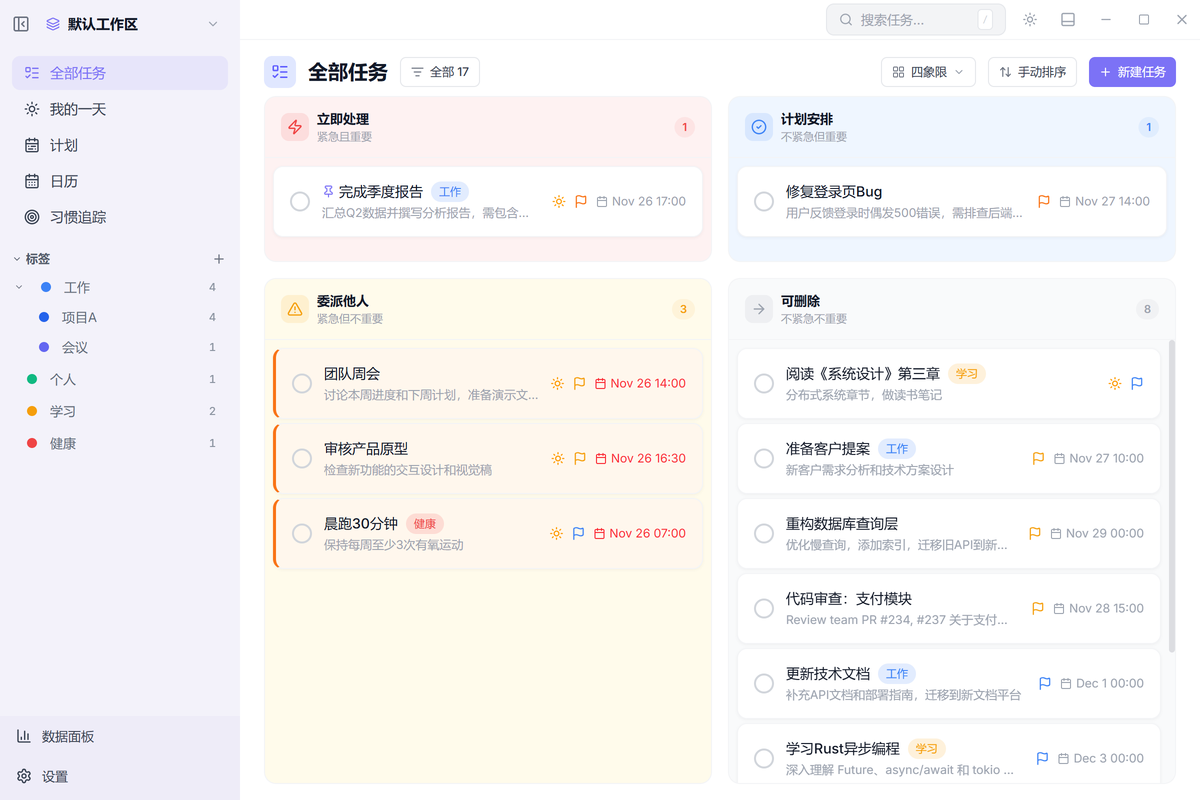 默认工作区
搜索任务... /
全部任务
我的一天
计划
日历
习惯追踪
标签
工作 4
项目A 4
会议 1
个人 1
学习 2
健康 1
数据面板
设置
全部任务 全部 17 四象限 手动排序 新建任务
立即处理
紧急且重要
1
完成季度报告 工作
汇总Q2数据并撰写分析报告，需包含...
Nov 26 17:00
计划安排
不紧急但重要
1
修复登录页Bug
用户反馈登录时偶发500错误，需排查后端...
Nov 27 14:00
委派他人
紧急但不重要
3
团队周会
讨论本周进度和下周计划，准备演示文...
Nov 26 14:00
审核产品原型
检查新功能的交互设计和视觉稿
Nov 26 16:30
晨跑30分钟 健康
保持每周至少3次有氧运动
Nov 26 07:00
可删除
不紧急不重要
8
阅读《系统设计》第三章 学习
分布式系统章节，做读书笔记
准备客户提案 工作
新客户需求分析和技术方案设计
Nov 27 10:00
重构数据库查询层
优化慢查询，添加索引，迁移旧API到新...
Nov 29 00:00
代码审查：支付模块
Review team PR #234, #237 关于支付...
Nov 28 15:00
更新技术文档 工作
补充API文档和部署指南，迁移到新文档平台
Dec 1 00:00
学习Rust异步编程 学习
深入理解 Future、async/await 和 tokio ...
Dec 3 00:00